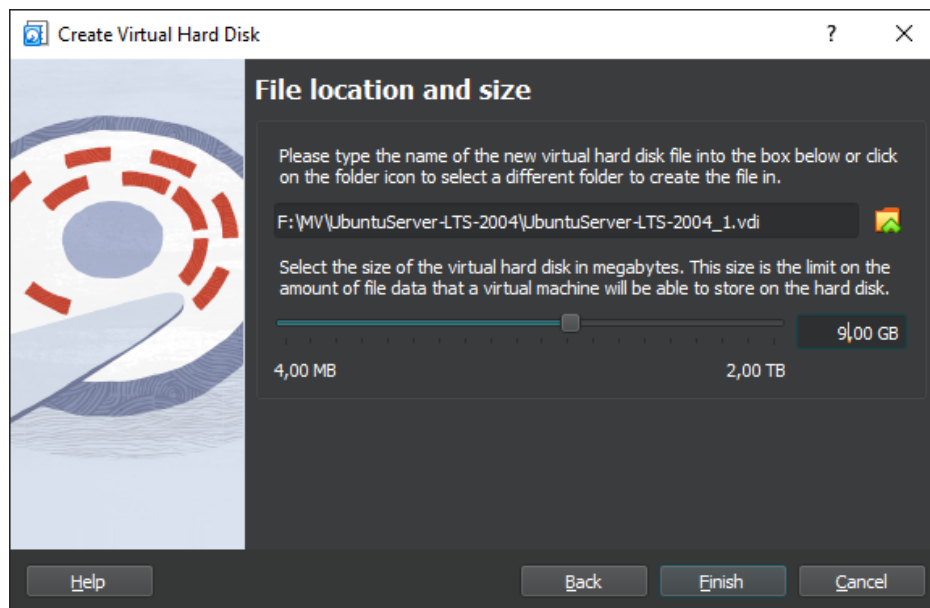 Create Virtual Hard Disk
?
File location and size
Please type the name of the new virtual hard disk file into the box below or click
on the folder icon to select a different folder to create the file in.
F:\MV\UbuntuServer-LTS-2004\UbuntuServer-LTS-2004_1.vdi
Select the size of the virtual hard disk in megabytes. This size is the limit on the
amount of file data that a virtual machine will be able to store on the hard disk.
9,00 GB
4,00 MB 2,00 TB
Help Back Finish Cancel